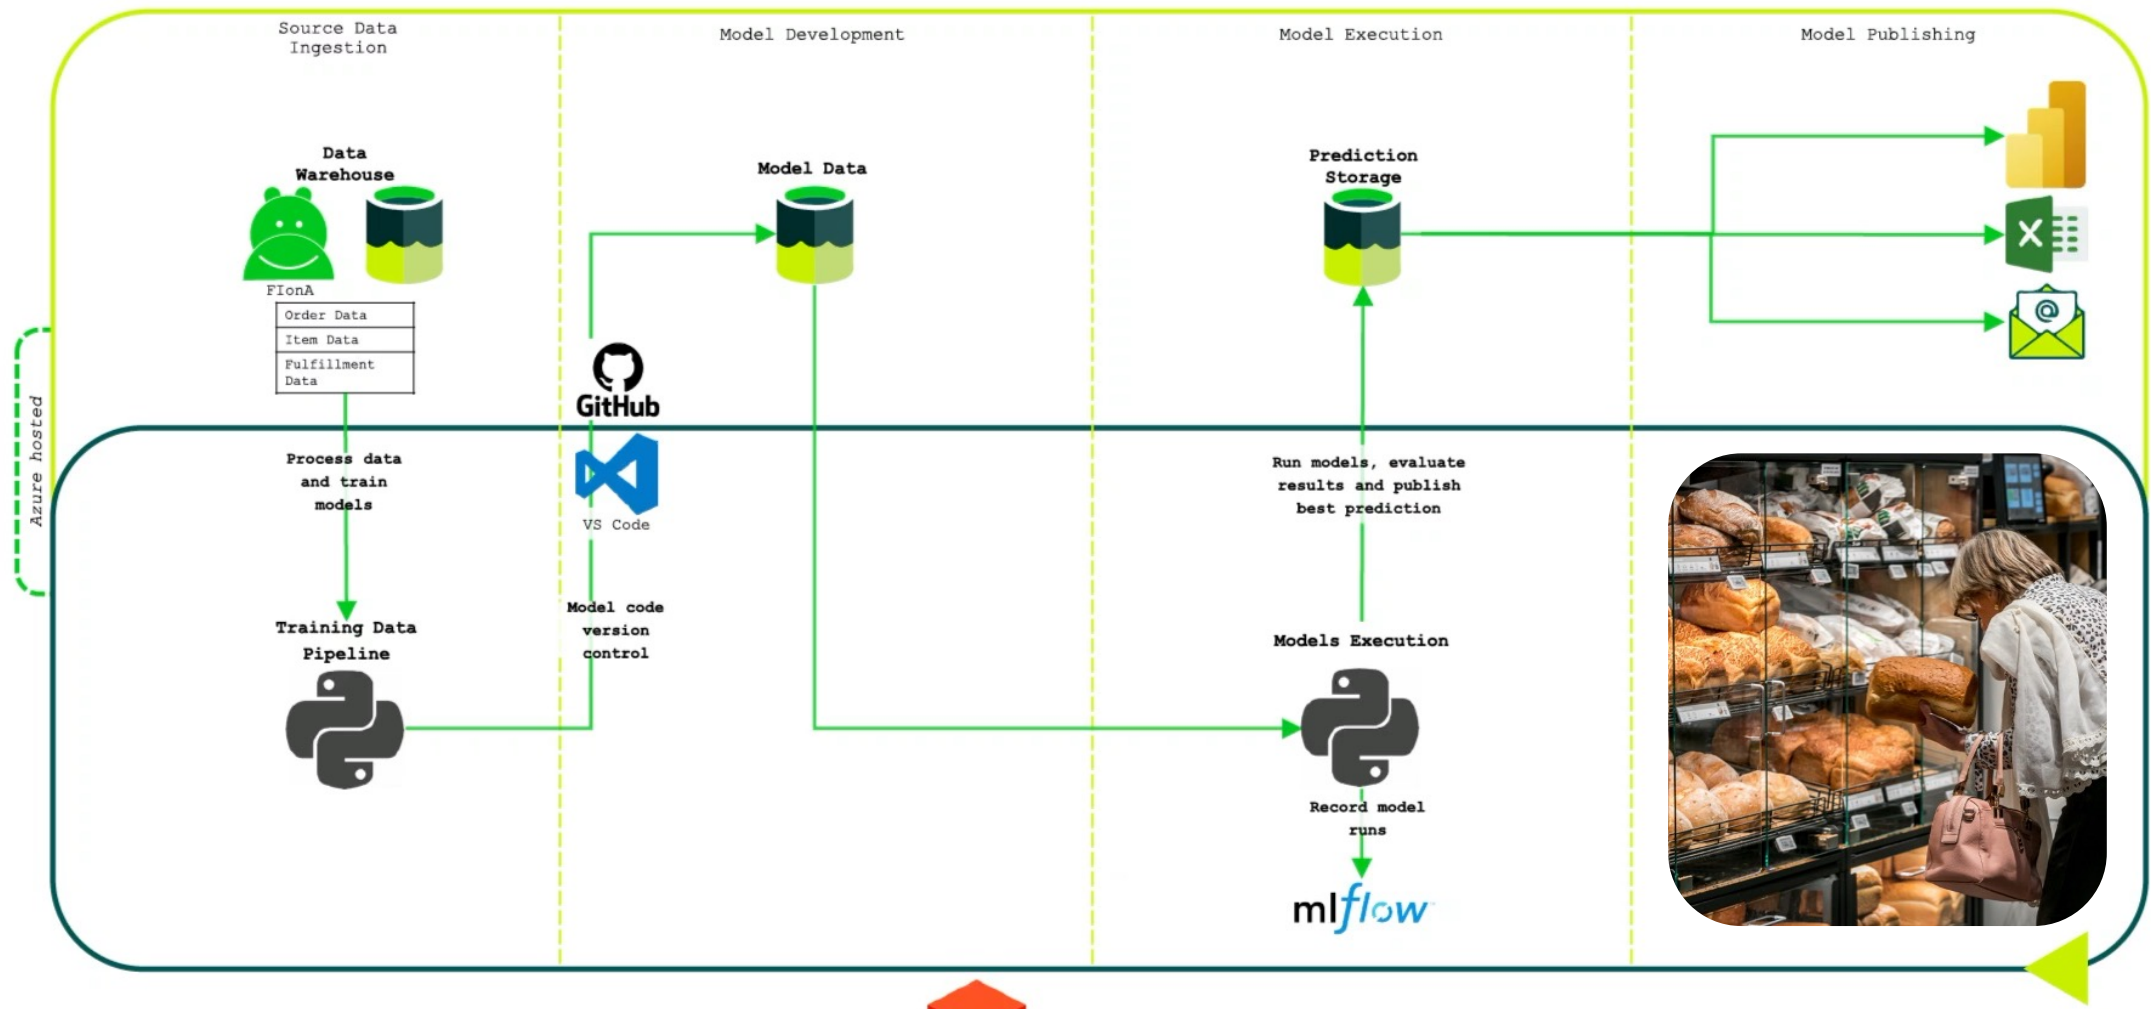 Source Data
Ingestion
Model Development
Model Execution
Model Publishing
Data
Warehouse
FIonA
Order Data
Item Data
Fulfillment
Data
Model Data
Prediction
Storage
X
@
GitHub
Azure hosted
Process data
and train
models
VS Code
Run models, evaluate
results and publish
best prediction
Model code
version
control
Training Data
Pipeline
Models Execution
Record model
runs
mlflow